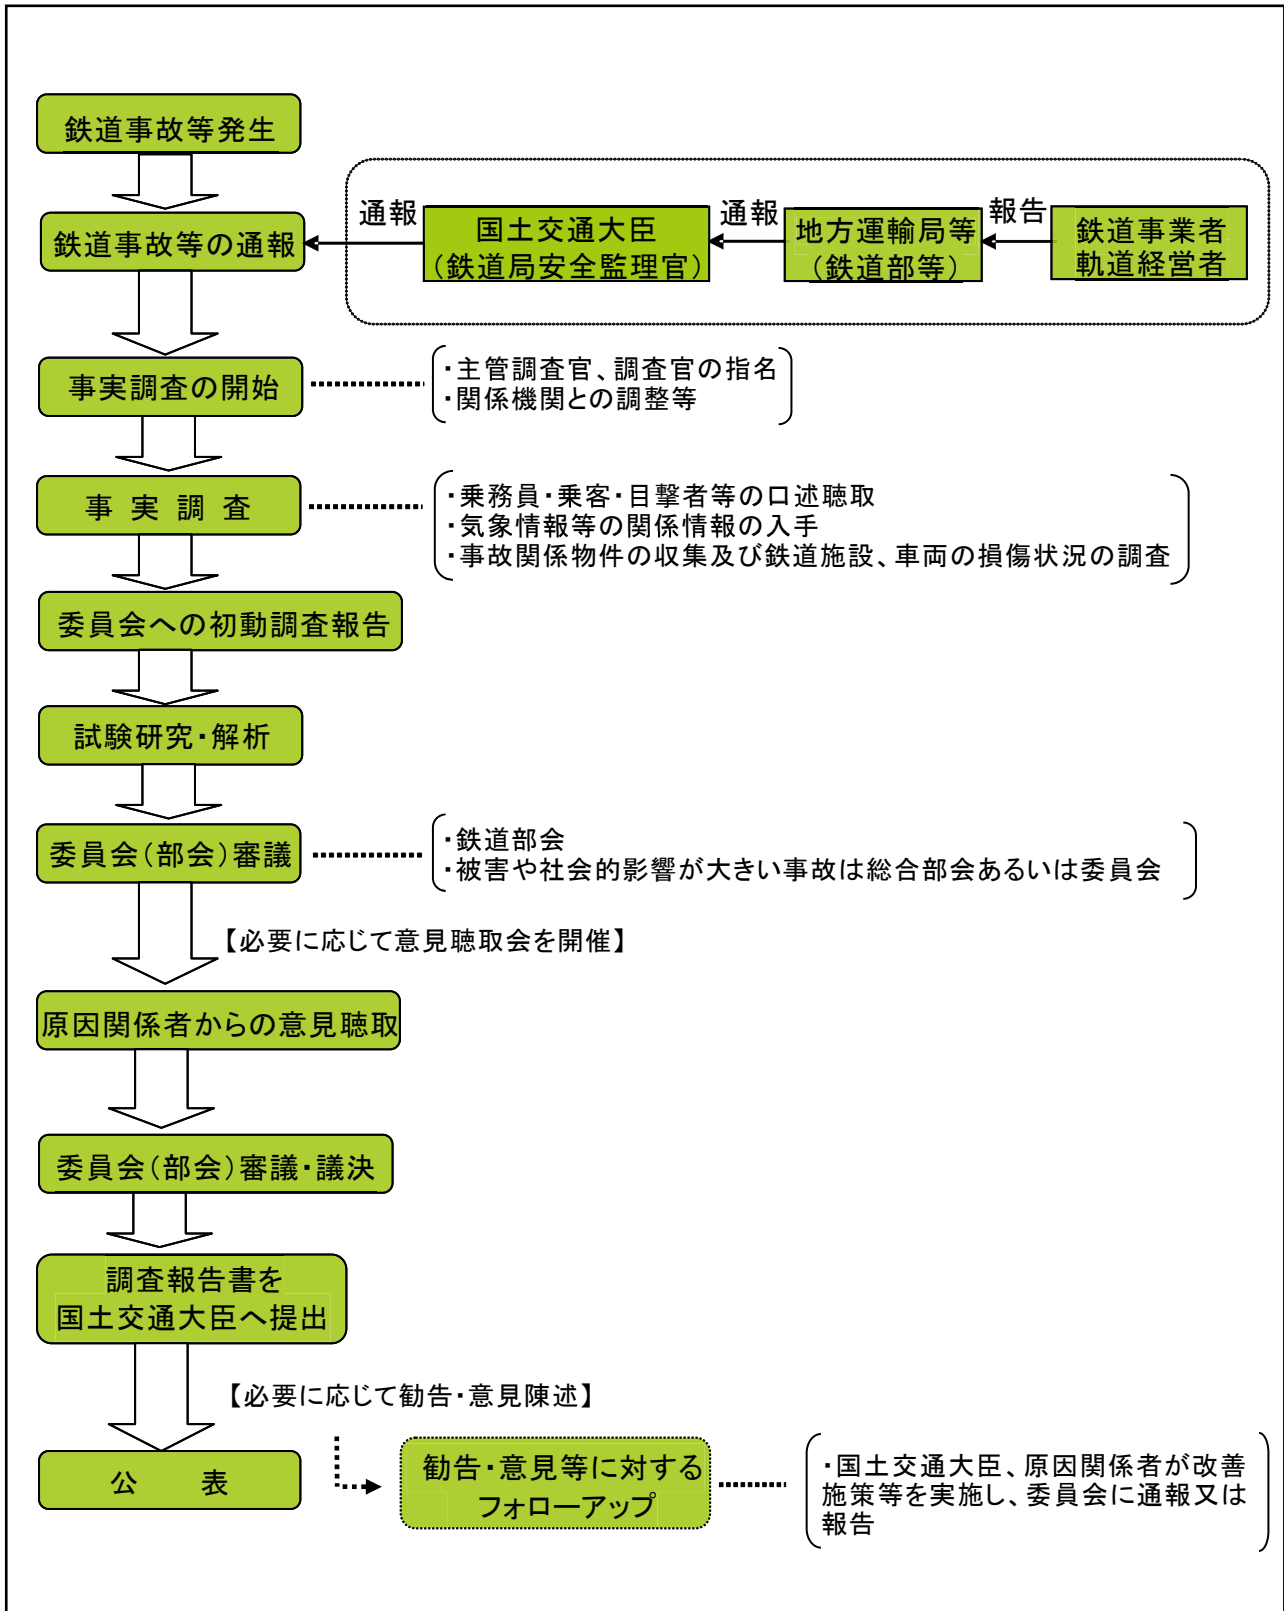 鉄道事故等発生
鉄道事故等の通報
通報
国土交通大臣
(鉄道局安全監理官)
通報
地方運輸局等
(鉄道部等)
報告
鉄道事業者
軌道経営者
事実調査の開始
・主管調査官、調査官の指名
・関係機関との調整等
事実調査
・乗務員・乗客・目撃者等の口述聴取
・気象情報等の関係情報の入手
・事故関係物件の収集及び鉄道施設、車両の損傷状況の調査
委員会への初動調査報告
試験研究・解析
委員会(部会)審議
・鉄道部会
・被害や社会的影響が大きい事故は総合部会あるいは委員会
【必要に応じて意見聴取会を開催】
原因関係者からの意見聴取
委員会(部会)審議・議決
調査報告書を
国土交通大臣へ提出
【必要に応じて勧告・意見陳述】
公　表
勧告・意見等に対する
フォローアップ
・国土交通大臣、原因関係者が改善
施策等を実施し、委員会に通報又は
報告